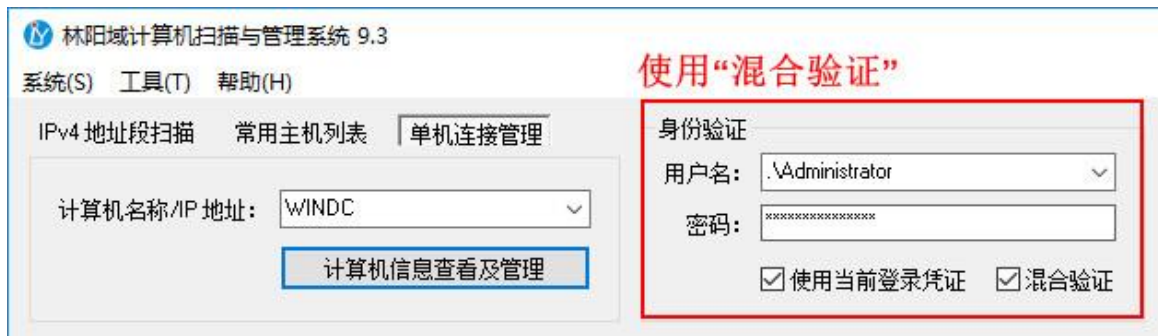 林阳域计算机扫描与管理系统 9.3
系统(S) 工具(T) 帮助(H)
使用“混合验证”
IPv4 地址段扫描 常用主机列表 单机连接管理
身份验证
用户名： .\Administrator
计算机名称/IP 地址： WINDC
密码： ***************
计算机信息查看及管理
使用当前登录凭证 混合验证